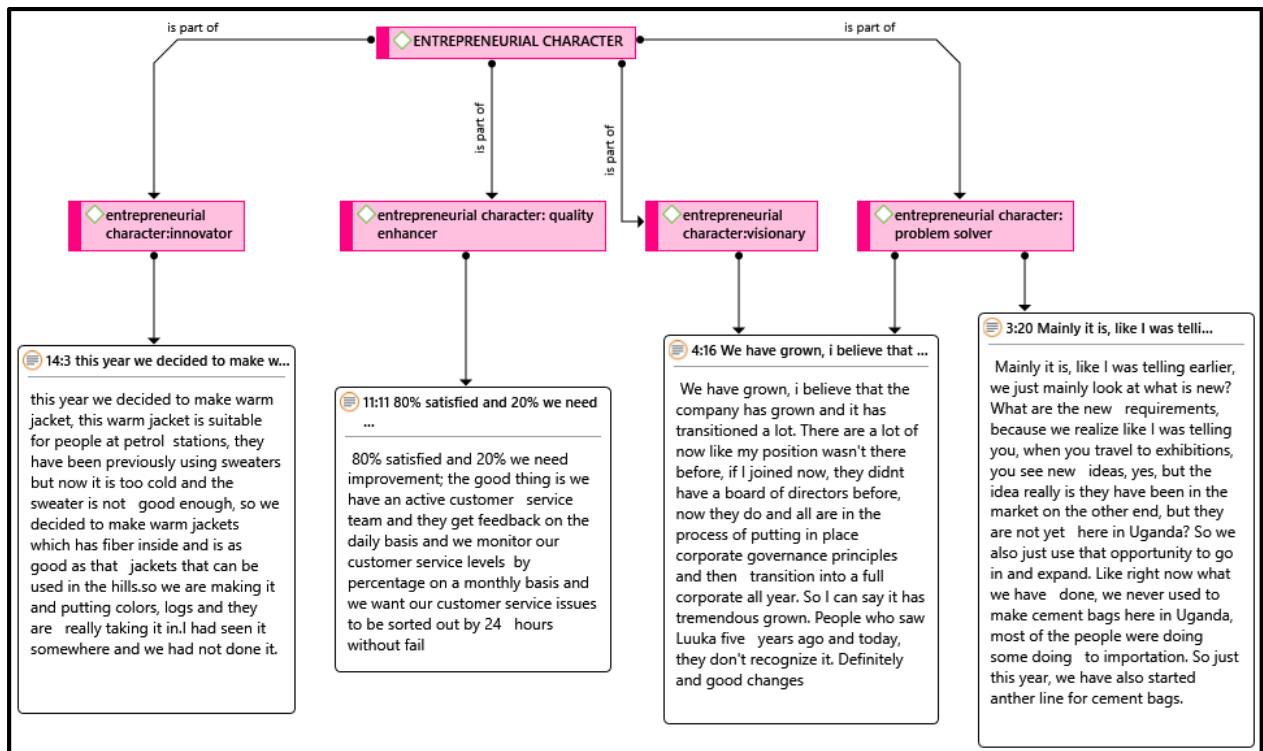 is part of
ENTREPRENEURIAL CHARACTER
is part of
is part of
is part of
entrepreneurial
character:innovator
entrepreneurial character: quality
enhancer
entrepreneurial
character:visionary
entrepreneurial character:
problem solver
14:3 this year we decided to make w...
this year we decided to make warm
jacket, this warm jacket is suitable
for people at petrol stations, they
have been previously using sweaters
but now it is too cold and the
sweater is not good enough, so we
decided to make warm jackets
which has fiber inside and is as
good as that jackets that can be
used in the hills.so we are making it
and putting colors, logs and they
are really taking it in.I had seen it
somewhere and we had not done it.
11:11 80% satisfied and 20% we need
...
80% satisfied and 20% we need
improvement; the good thing is we
have an active customer service
team and they get feedback on the
daily basis and we monitor our
customer service levels by
percentage on a monthly basis and
we want our customer service issues
to be sorted out by 24 hours
without fail
4:16 We have grown, i believe that ...
We have grown, i believe that the
company has grown and it has
transitioned a lot. There are a lot of
now like my position wasn't there
before, if I joined now, they didnt
have a board of directors before,
now they do and all are in the
process of putting in place
corporate governance principles
and then transition into a full
corporate all year. So I can say it has
tremendous grown. People who saw
Luuka five years ago and today,
they don't recognize it. Definitely
and good changes
3:20 Mainly it is, like I was telli...
Mainly it is, like I was telling earlier,
we just mainly look at what is new?
What are the new requirements,
because we realize like I was telling
you, when you travel to exhibitions,
you see new ideas, yes, but the
idea really is they have been in the
market on the other end, but they
are not yet here in Uganda? So we
also just use that opportunity to go
in and expand. Like right now what
we have done, we never used to
make cement bags here in Uganda,
most of the people were doing
some doing to importation. So just
this year, we have also started
anther line for cement bags.